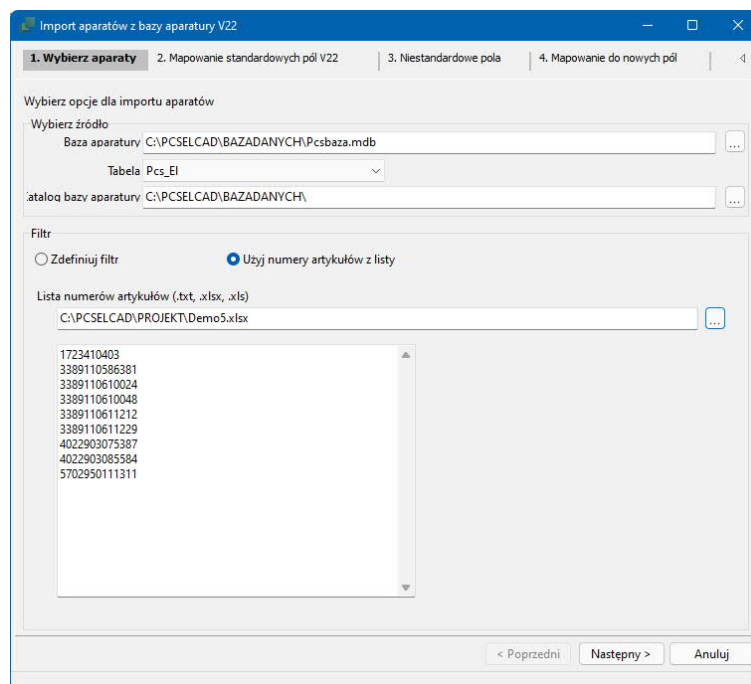 Import aparatów z bazy aparatury V22
1. Wybierz aparaty 2. Mapowanie standardowych pól V22 3. Niestandardowe pola 4. Mapowanie do nowych pól
Wybierz opcje dla importu aparatów
Wybierz źródło
Baza aparatury C:\PCSELCAD\BAZADANYCH\Pcsbaza.mdb ...
Tabela Pcs_El
atalog bazy aparatury C:\PCSELCAD\BAZADANYCH\ ...
Filtr
Zdefiniuj filtr Użyj numery artykułów z listy
Lista numerów artykułów (.txt, .xlsx, .xls)
C:\PCSELCAD\PROJEKT\Demo5.xlsx ...
1723410403
3389110586381
3389110610024
3389110610048
3389110611212
3389110611229
4022903075387
4022903085584
5702950111311
< Poprzedni Następny > Anuluj